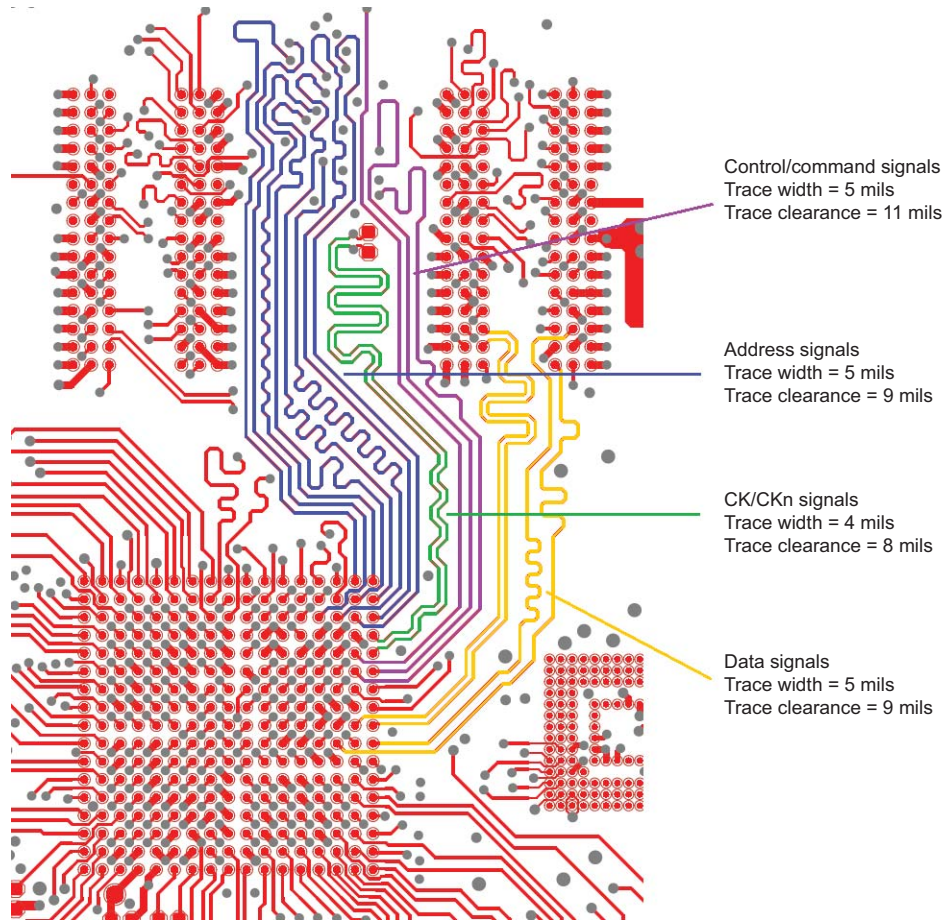 Control/command signals
Trace width = 5 mils
Trace clearance = 11 mils
Address signals
Trace width = 5 mils
Trace clearance = 9 mils
CK/CKn signals
Trace width = 4 mils
Trace clearance = 8 mils
Data signals
Trace width = 5 mils
Trace clearance = 9 mils